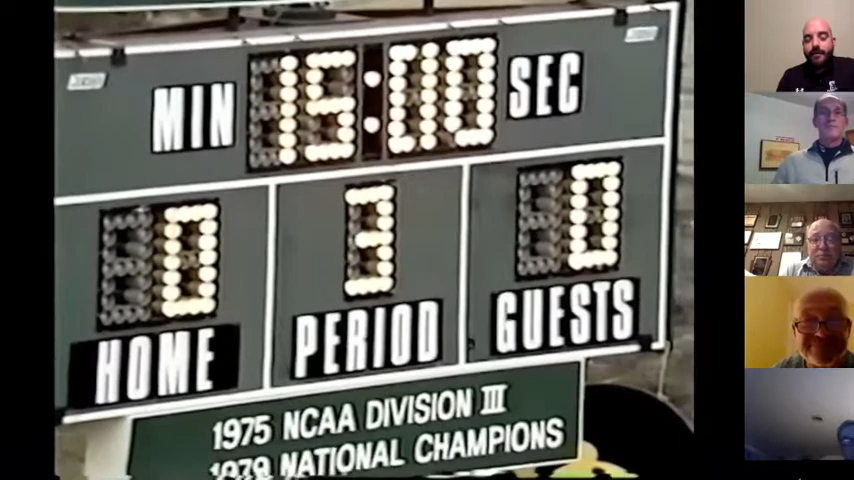 MIN 15:00 SEC
0 3 0
HOME PERIOD GUESTS
1975 NCAA DIVISION III
1979 NATIONAL CHAMPIONS